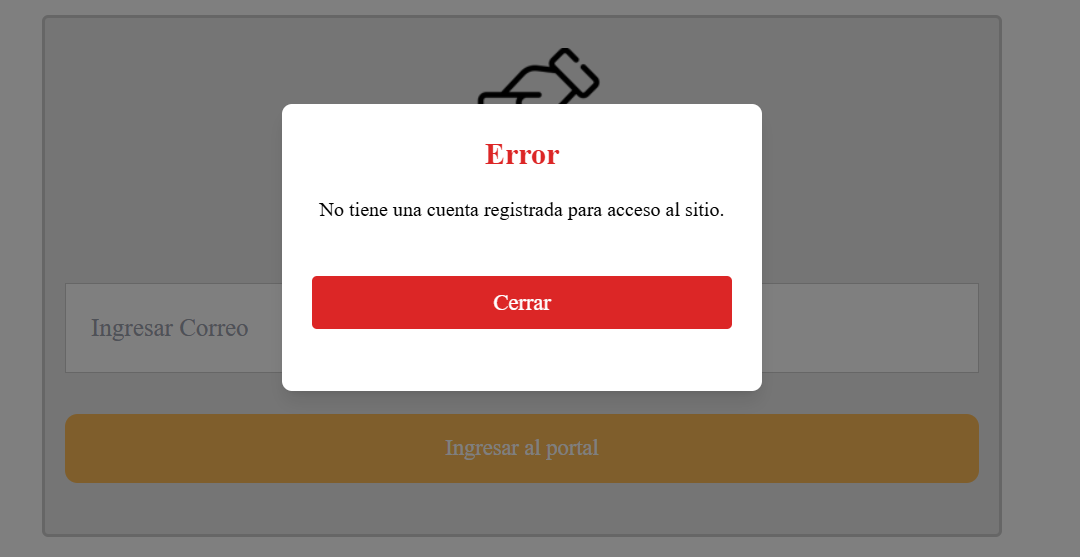 Error
No tiene una cuenta registrada para acceso al sitio.
Cerrar
Ingresar Correo
Ingresar al portal